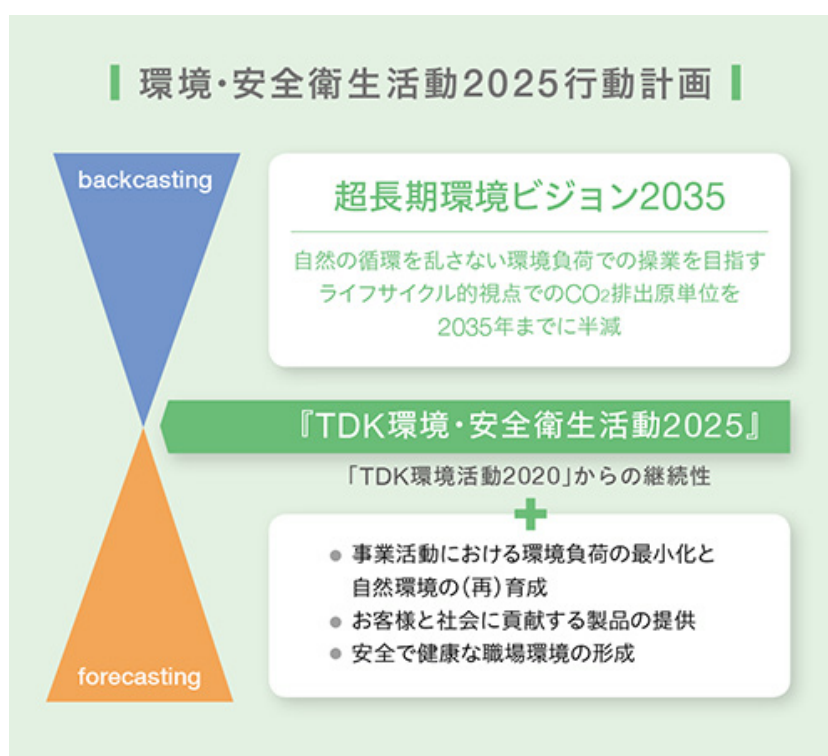 環境・安全衛生活動2025行動計画
backcasting
超長期環境ビジョン2035
自然の循環を乱さない環境負荷での操業を目指す
ライフサイクル的視点でのCO₂排出原単位を
2035年までに半減
『TDK環境・安全衛生活動2025』
「TDK環境活動2020」からの継続性
+
● 事業活動における環境負荷の最小化と
自然環境の(再)育成
● お客様と社会に貢献する製品の提供
● 安全で健康な職場環境の形成
forecasting